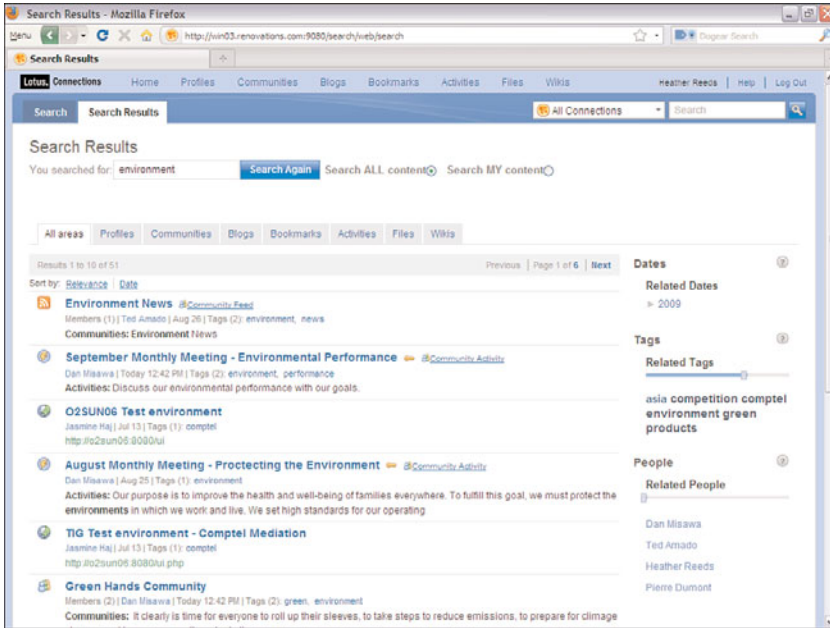 Search Results - Mozilla Firefox
Menu http://win03.renovations.com:9080/search/web/search Dogear Search
Search Results
Lotus. Connections Home Profiles Communities Blogs Bookmarks Activities Files Wikis Heather Reeds | Help | Log Out
Search Search Results All Connections Search
Search Results
You searched for: environment Search Again Search ALL content Search MY content
All areas Profiles Communities Blogs Bookmarks Activities Files Wikis
Results 1 to 10 of 51 Previous | Page 1 of 6 | Next
Sort by: Relevance | Date
Environment News Community Feed
Members (1) | Ted Amado | Aug 26 | Tags (2): environment, news
Communities: Environment News
September Monthly Meeting - Environmental Performance Community Activity
Dan Misawa | Today 12:42 PM | Tags (2): environment, performance
Activities: Discuss our environmental performance with our goals.
O2SUN06 Test environment
Jasmine Haj | Jul 13 | Tags (1): comptel
http://o2sun06:8080/ui
August Monthly Meeting - Proctecting the Environment Community Activity
Dan Misawa | Aug 25 | Tags (1): environment
Activities: Our purpose is to improve the health and well-being of families everywhere. To fulfill this goal, we must protect the
environments in which we work and live. We set high standards for our operating
TIG Test environment - Comptel Mediation
Jasmine Haj | Jul 13 | Tags (1): comptel
http://o2sun06:8080/ui.php
Green Hands Community
Members (2) | Dan Misawa | Today 12:42 PM | Tags (2): green, environment
Communities: It clearly is time for everyone to roll up their sleeves, to take steps to reduce emissions, to prepare for climage
Dates
Related Dates
2009
Tags
Related Tags
asia competition comptel
environment green
products
People
Related People
Dan Misawa
Ted Amado
Heather Reeds
Pierre Dumont